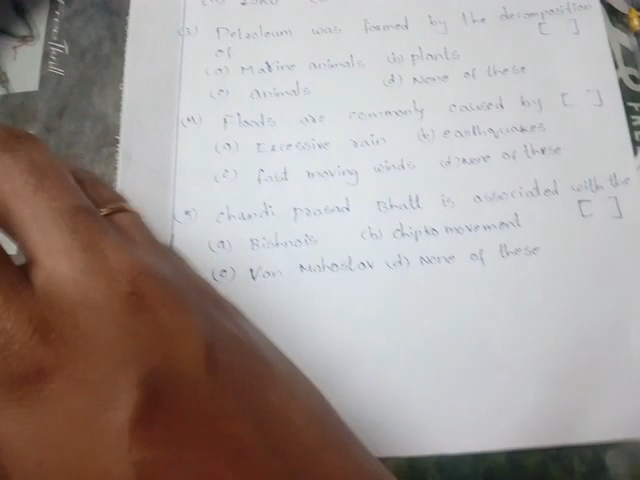 (3) Petroleum was formed by the decomposition
of [ ]
(a) Marine animals (b) plants
(c) animals (d) None of these
(4) Floods are commonly caused by [ ]
(a) Excessive rain (b) earthquakes
(c) fast moving winds (d) None of these
(5) Chandi prasad Bhatt is associated with the
(a) Bishnois (b) chipko movement [ ]
(c) Van Mahostav (d) None of these